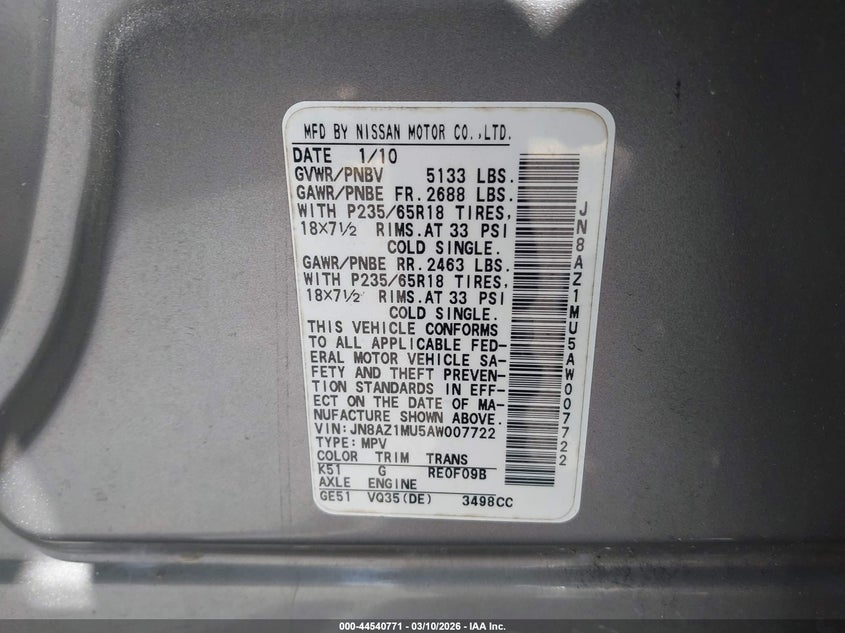 MFD BY NISSAN MOTOR CO.,LTD.
DATE 1/10
GVWR/PNBV 5133 LBS.
GAWR/PNBE FR. 2688 LBS.
WITH P235/65R18 TIRES,
18X7½ RIMS. AT 33 PSI
COLD SINGLE.
GAWR/PNBE RR. 2463 LBS.
WITH P235/65R18 TIRES,
18X7½ RIMS. AT 33 PSI
COLD SINGLE.
THIS VEHICLE CONFORMS
TO ALL APPLICABLE FED-
ERAL MOTOR VEHICLE SA-
FETY AND THEFT PREVEN-
TION STANDARDS IN EFF-
ECT ON THE DATE OF MA-
NUFACTURE SHOWN ABOVE.
VIN:JN8AZ1MU5AW007722
TYPE:MPV
COLOR TRIM TRANS
K51 G RE0F09B
AXLE ENGINE
GE51 VQ35(DE) 3498CC
JN8AZ1MU5AW007722
000-44540771 — 03/10/2026 — IAA Inc.